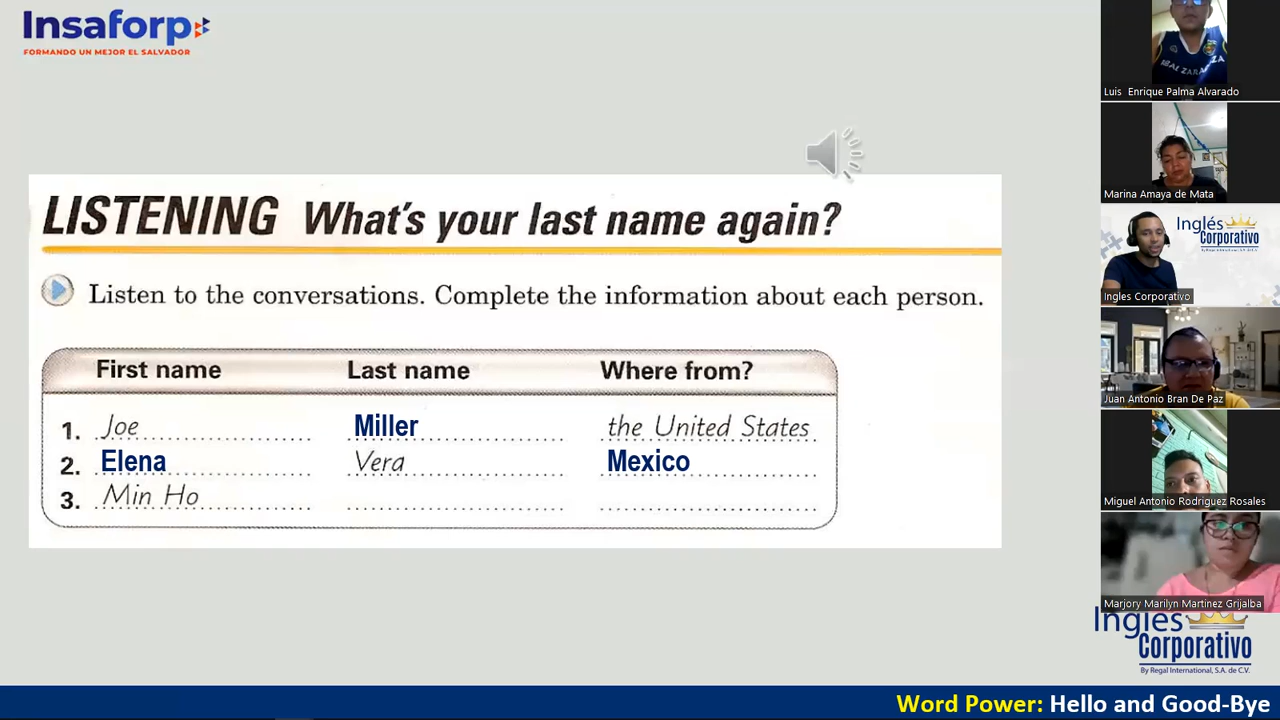 Insaforp
FORMANDO UN MEJOR EL SALVADOR
LISTENING What's your last name again?
Listen to the conversations. Complete the information about each person.
First name Last name Where from?
1. Joe Miller the United States
2. Elena Vera Mexico
3. Min Ho
Luis Enrique Palma Alvarado
Marina Amaya de Mata
Inglés
Corporativo
Ingles Corporativo
Juan Antonio Bran De Paz
Miguel Antonio Rodriguez Rosales
Marjory Marilyn Martinez Grijalba
Inglés
Corporativo
By Regal International, S.A. de C.V.
Word Power: Hello and Good-Bye